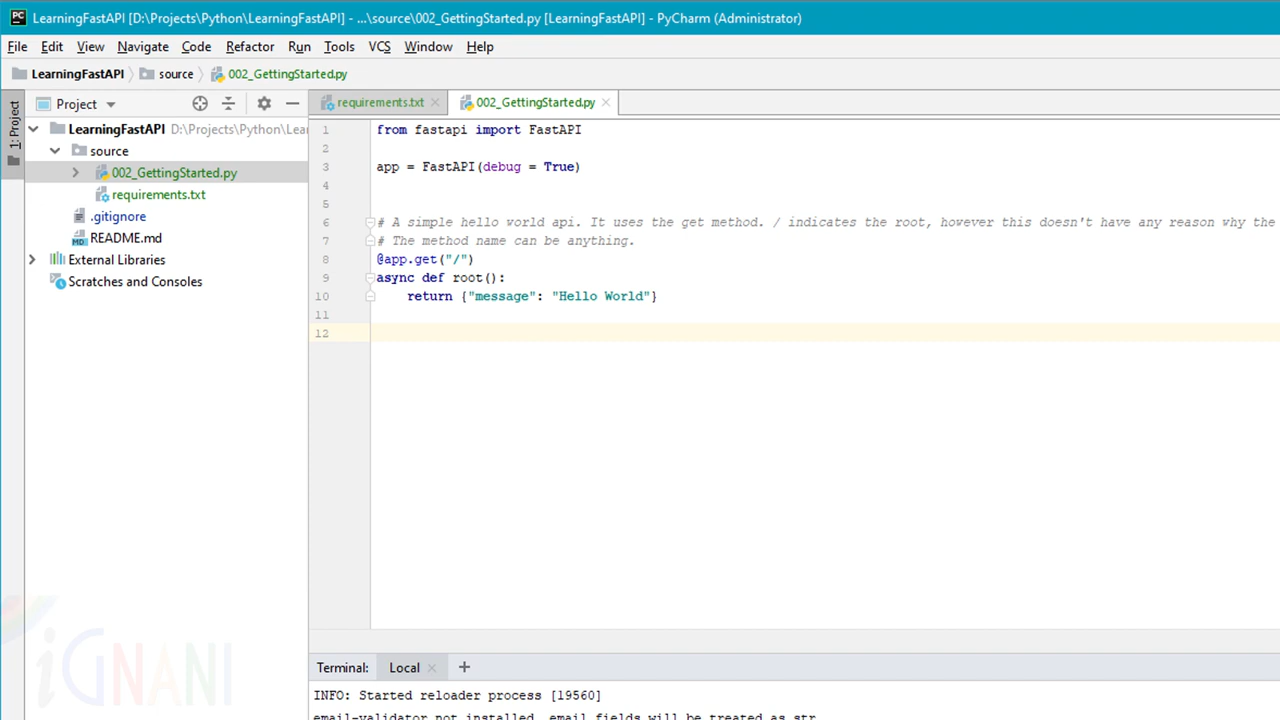 PC LearningFastAPI [D:\Projects\Python\LearningFastAPI] - ...\source\002_GettingStarted.py [LearningFastAPI] - PyCharm (Administrator)
File Edit View Navigate Code Refactor Run Tools VCS Window Help
LearningFastAPI source 002_GettingStarted.py
1: Project
Project
LearningFastAPI D:\Projects\Python\Lear
source
002_GettingStarted.py
requirements.txt
.gitignore
MD README.md
External Libraries
Scratches and Consoles
requirements.txt 002_GettingStarted.py
1 from fastapi import FastAPI
2
3 app = FastAPI(debug = True)
4
5
6 # A simple hello world api. It uses the get method. / indicates the root, however this doesn't have any reason why the
7 # The method name can be anything.
8 @app.get("/")
9 async def root():
10 return {"message": "Hello World"}
11
12
iGNANI
Terminal: Local +
INFO: Started reloader process [19560]
email-validator not installed, email fields will be treated as str.